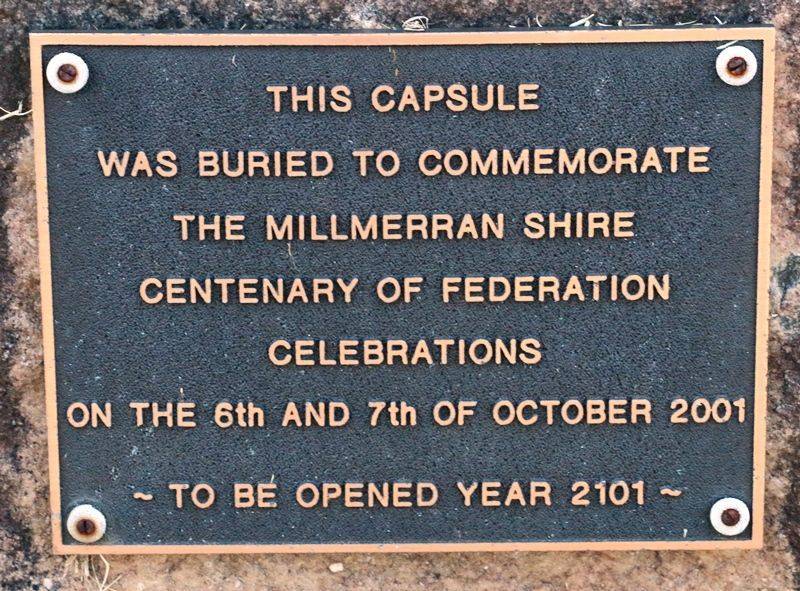 THIS CAPSULE
WAS BURIED TO COMMEMORATE
THE MILLMERRAN SHIRE
CENTENARY OF FEDERATION
CELEBRATIONS
ON THE 6th AND 7th OF OCTOBER 2001
~ TO BE OPENED YEAR 2101 ~